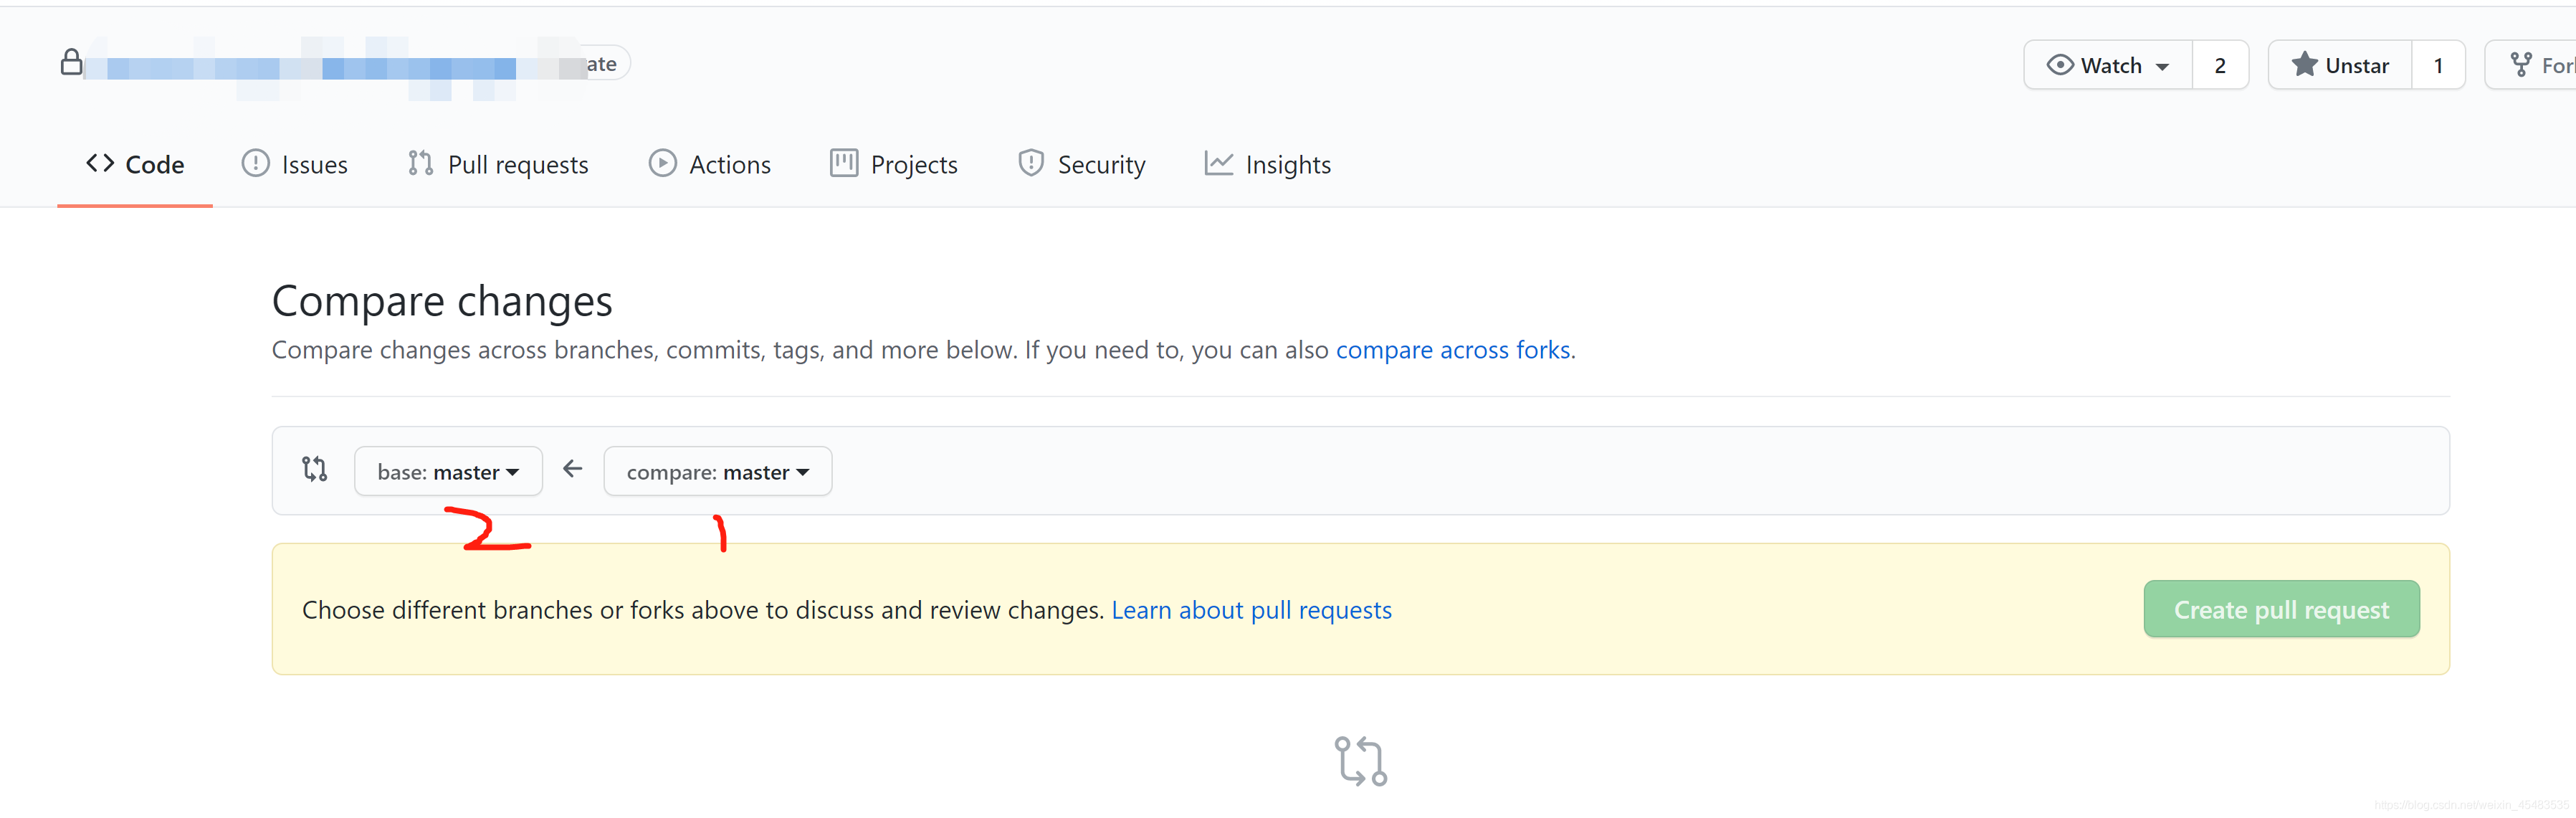 ate
Watch 2 Unstar 1 Forl
Code Issues Pull requests Actions Projects Security Insights
Compare changes
Compare changes across branches, commits, tags, and more below. If you need to, you can also compare across forks.
base: master compare: master
2 1
Choose different branches or forks above to discuss and review changes. Learn about pull requests
Create pull request
https://blog.csdn.net/weixin_45483535